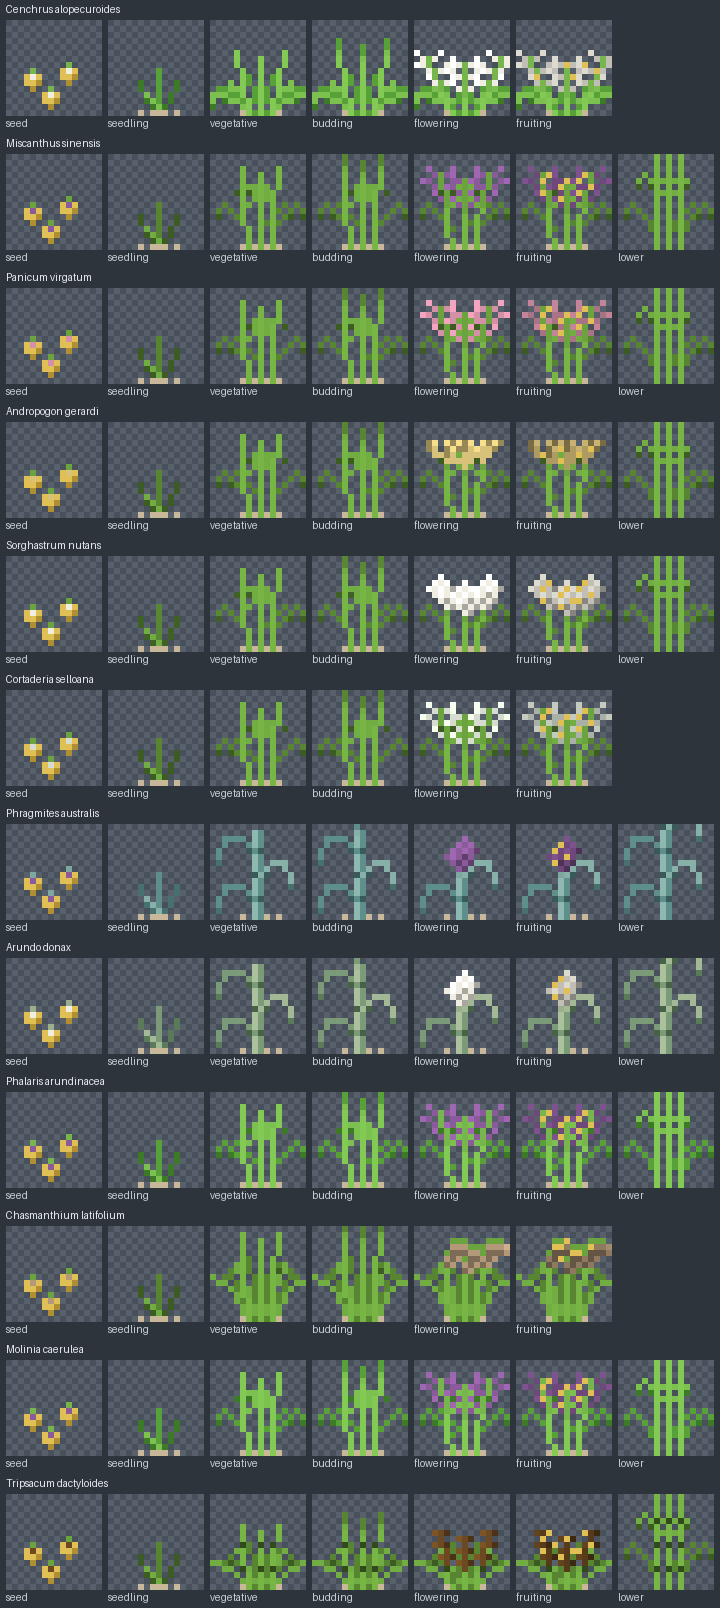 Cenchrus alopecuroides
seed seedling vegetative budding flowering fruiting
Miscanthus sinensis
seed seedling vegetative budding flowering fruiting lower
Panicum virgatum
seed seedling vegetative budding flowering fruiting lower
Andropogon gerardi
seed seedling vegetative budding flowering fruiting lower
Sorghastrum nutans
seed seedling vegetative budding flowering fruiting lower
Cortaderia selloana
seed seedling vegetative budding flowering fruiting
Phragmites australis
seed seedling vegetative budding flowering fruiting lower
Arundo donax
seed seedling vegetative budding flowering fruiting lower
Phalaris arundinacea
seed seedling vegetative budding flowering fruiting lower
Chasmanthium latifolium
seed seedling vegetative budding flowering fruiting
Molinia caerulea
seed seedling vegetative budding flowering fruiting lower
Tripsacum dactyloides
seed seedling vegetative budding flowering fruiting lower